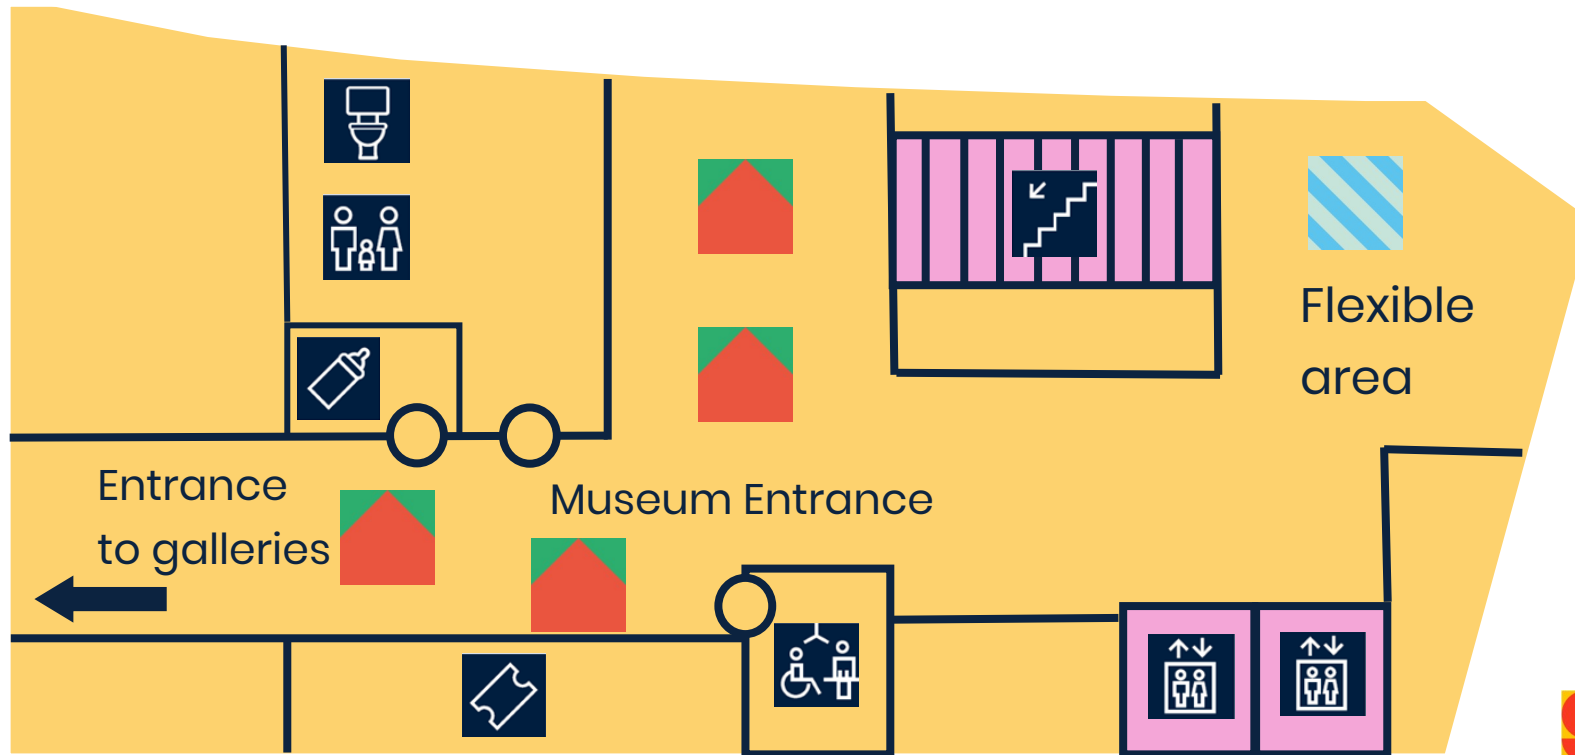 Flexible
area
Entrance
to galleries
Museum Entrance